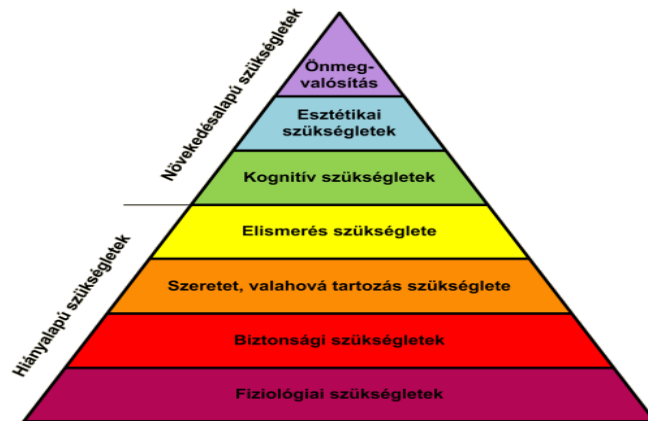 Növekedésalapú szükségletek
Önmeg-
valósítás
Esztétikai
szükségletek
Kognitív szükségletek
Hiányalapú szükségletek
Elismerés szükséglete
Szeretet, valahová tartozás szükséglete
Biztonsági szükségletek
Fiziológiai szükségletek